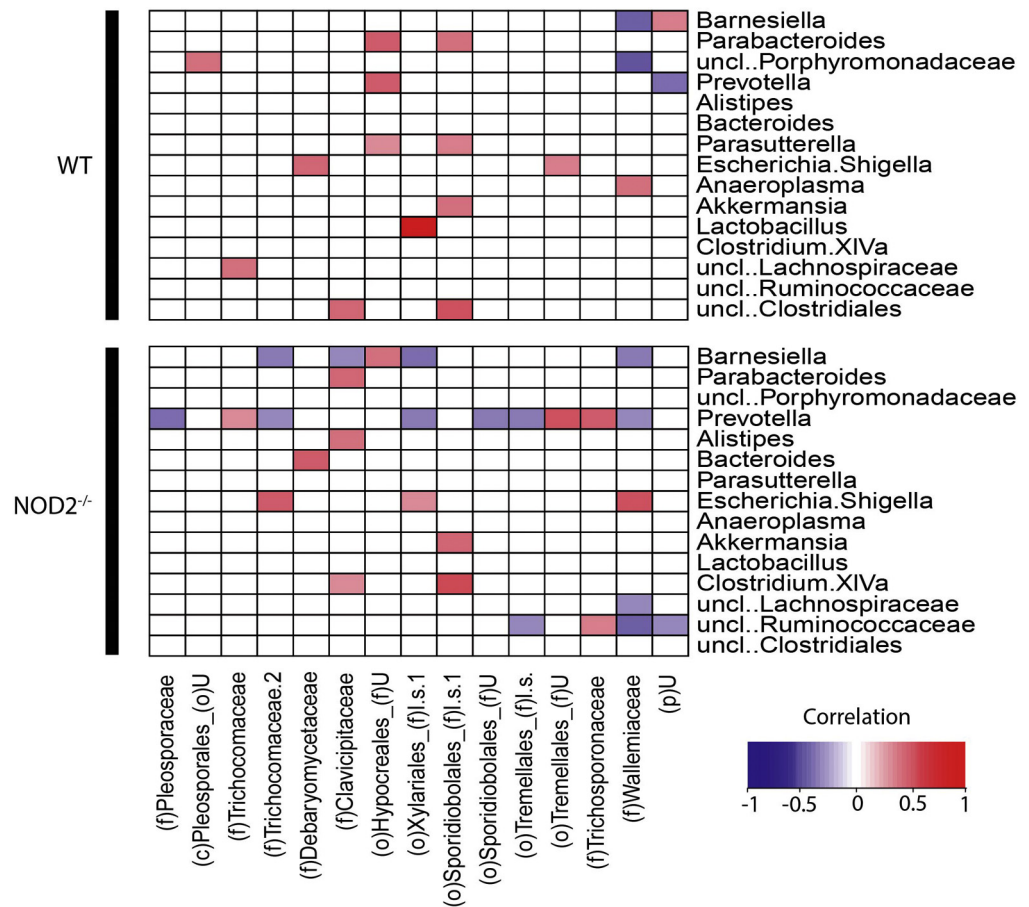 WT
Barnesiella
Parabacteroides
uncl..Porphyromonadaceae
Prevotella
Alistipes
Bacteroides
Parasutterella
Escherichia.Shigella
Anaeroplasma
Akkermansia
Lactobacillus
Clostridium.XIVa
uncl..Lachnospiraceae
uncl..Ruminococcaceae
uncl..Clostridiales
NOD2-/-
Barnesiella
Parabacteroides
uncl..Porphyromonadaceae
Prevotella
Alistipes
Bacteroides
Parasutterella
Escherichia.Shigella
Anaeroplasma
Akkermansia
Lactobacillus
Clostridium.XIVa
uncl..Lachnospiraceae
uncl..Ruminococcaceae
uncl..Clostridiales
(f)Pleosporaceae
(c)Pleosporales_(o)U
(f)Trichocomaceae
(f)Trichocomaceae.2
(f)Debaryomycetaceae
(f)Clavicipitaceae
(o)Hypocreales_(f)U
(o)Xylariales_(f)I.s.1
(o)Sporidiobolales_(f)I.s.1
(o)Sporidiobolales_(f)U
(o)Tremellales_(f)I.s.
(o)Tremellales_(f)U
(f)Trichosporonaceae
(f)Wallemiaceae
(p)U
Correlation
-1 -0.5 0 0.5 1